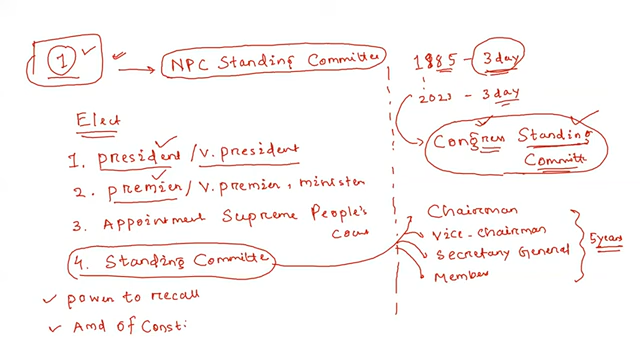 1
NPC Standing Committee
Elect
1. president / v. president
2. premier / v. premier, minister
3. Appointment Supreme People's
Court
4. Standing Committe
power to recall
Amd of Consti
1985 - 3 day
2023 - 3 day
Congress Standing
Committe
Chairman
Vice-chairman
Secretary General
Member
5 years